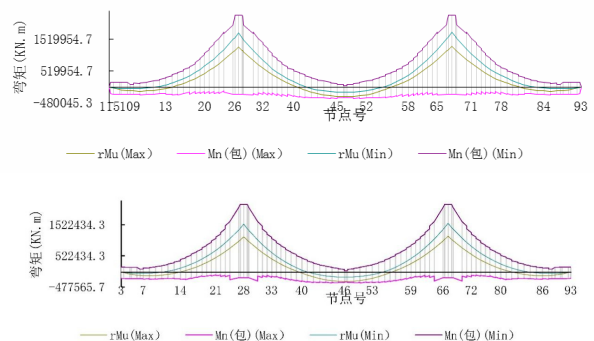 弯矩(KN.m)
1519954.7
519954.7
-480045.3
115109 13 20 26 32 40 45 52 58 65 71 78 84 93
节点号
rMu(Max) Mn(包)(Max) rMu(Min) Mn(包)(Min)
弯矩(KN.m)
1522434.3
522434.3
-477565.7
3 7 14 21 28 33 40 46 53 59 66 72 80 86 93
节点号
rMu(Max) Mn(包)(Max) rMu(Min) Mn(包)(Min)